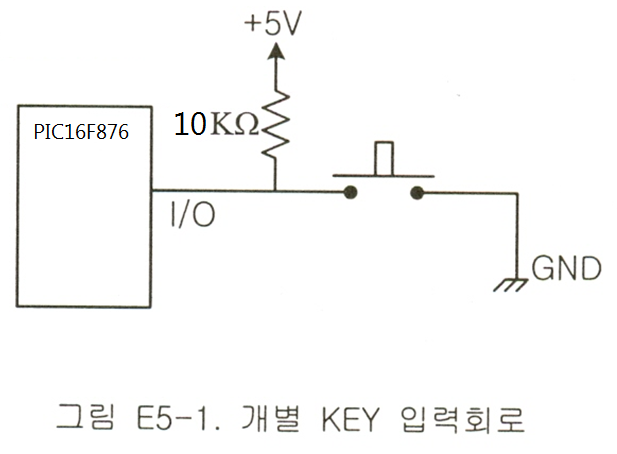 +5V
PIC16F876
10KΩ
I/O
GND
그림 E5-1. 개별 KEY 입력회로